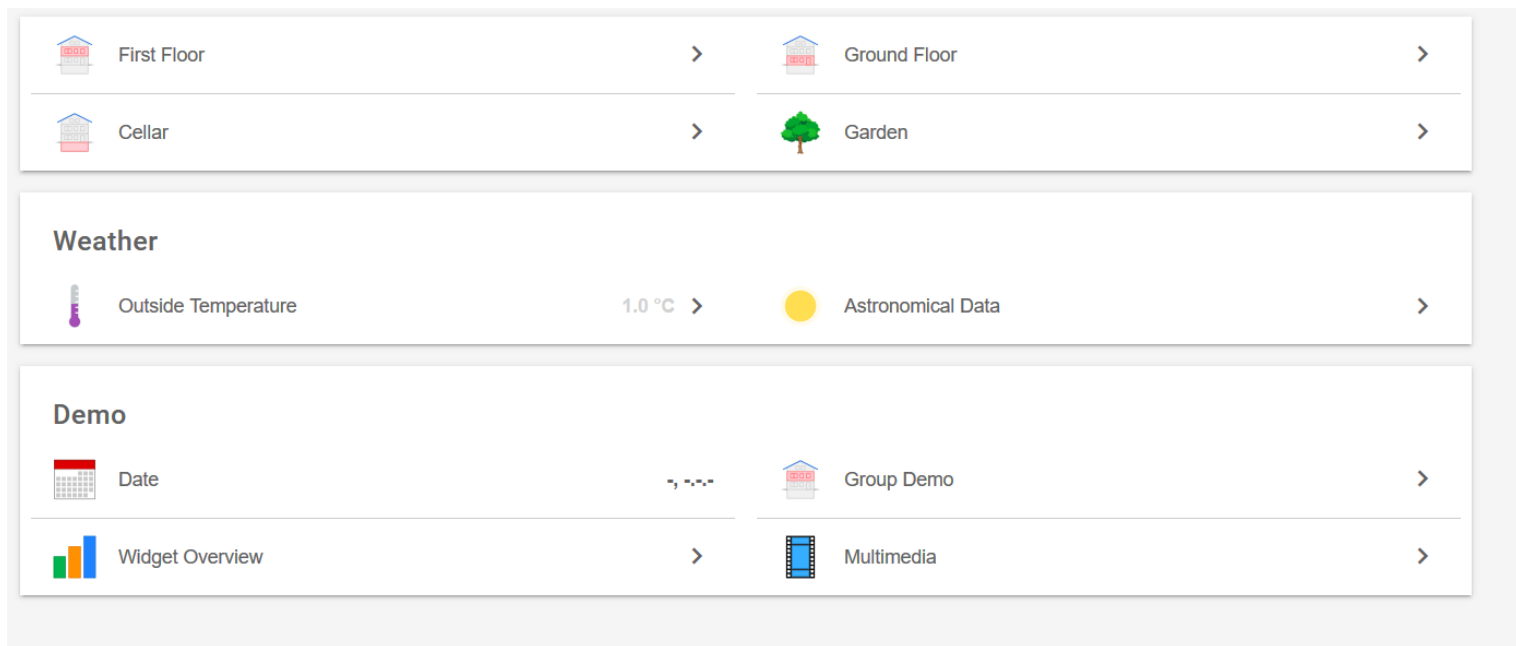 First Floor
Ground Floor
Cellar
Garden
Weather
Outside Temperature 1.0 °C
Astronomical Data
Demo
Date -, -.-.-
Group Demo
Widget Overview
Multimedia